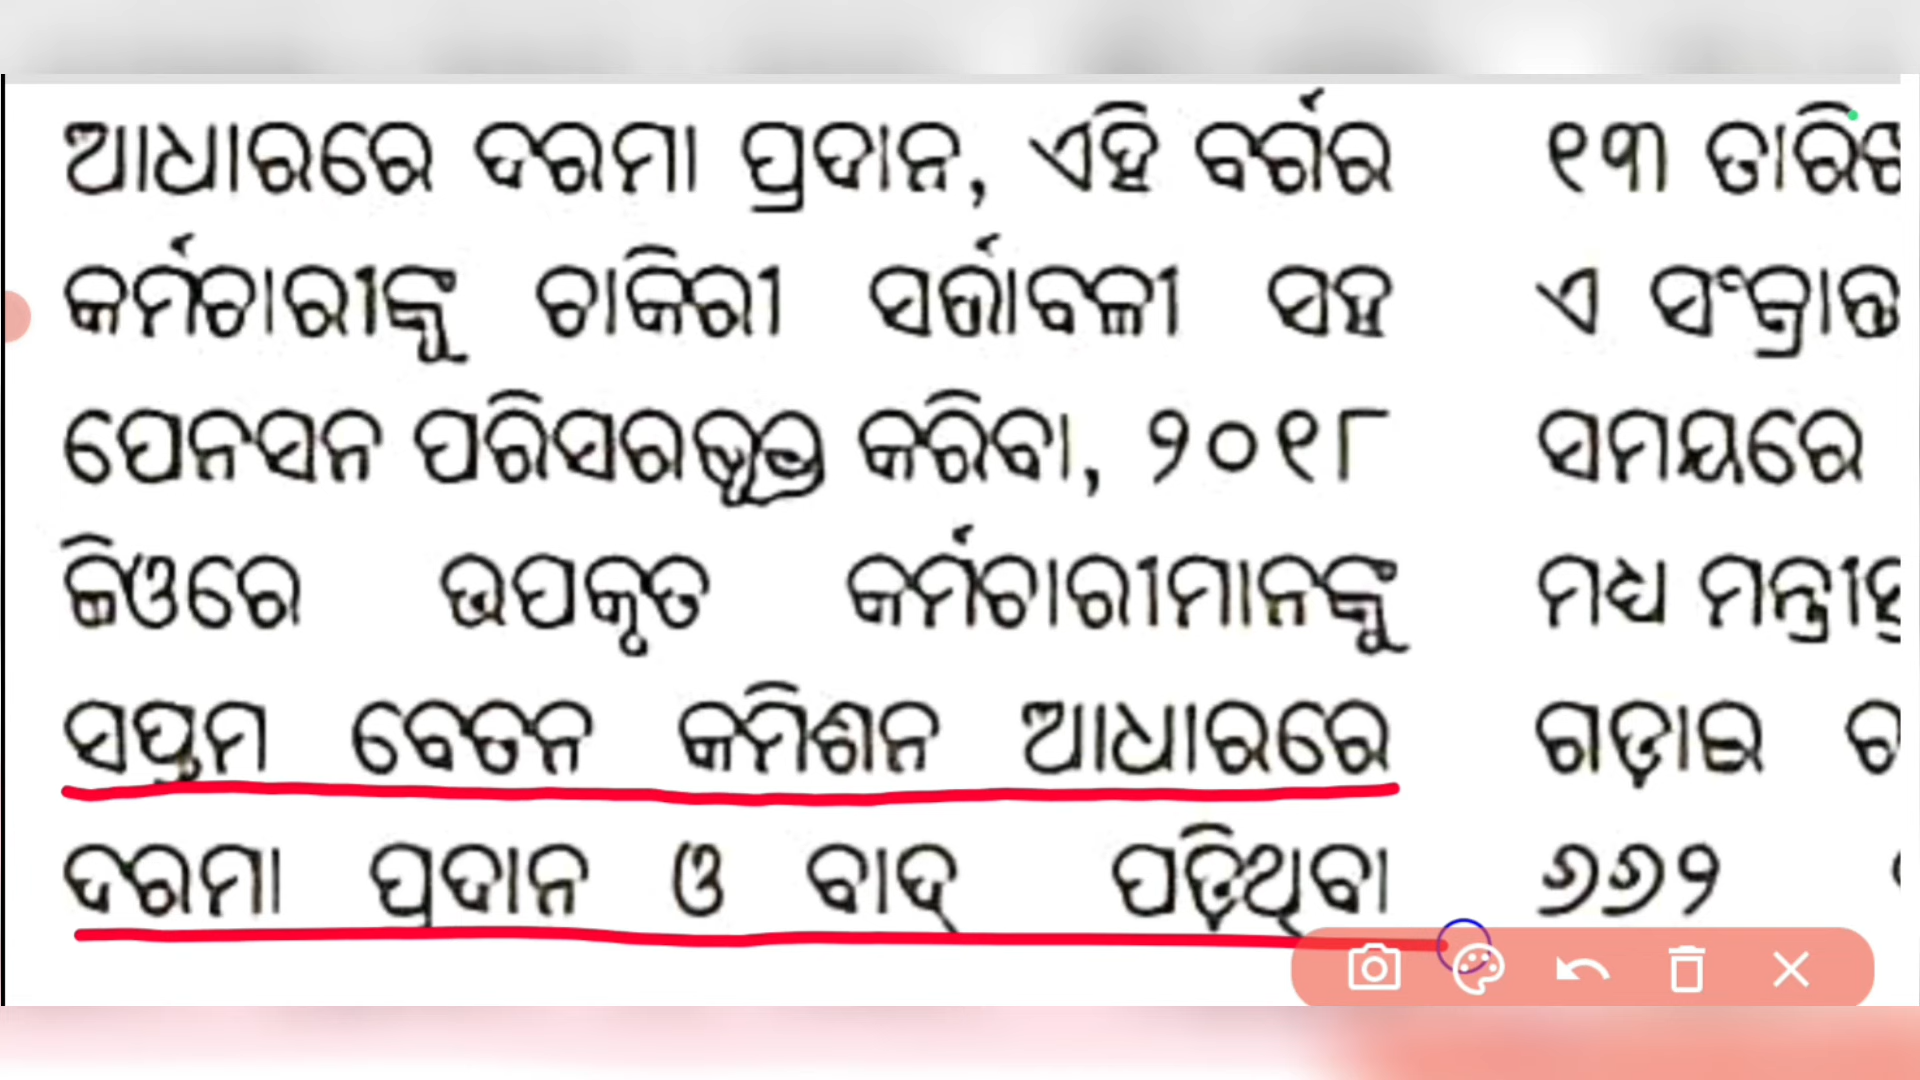 ଆଧାରରେ ଦରମା ପ୍ରଦାନ, ଏହି ବର୍ଗର
କର୍ମଚାରୀଙ୍କୁ ଚାକିରୀ ସର୍ତ୍ତାବଳୀ ସହ
ପେନସନ ପରିସରଭୁକ୍ତ କରିବା, ୨୦୧୮
ଜିଓରେ ଉପକୃତ କର୍ମଚାରୀମାନଙ୍କୁ
ସପ୍ତମ ବେତନ କମିଶନ ଆଧାରରେ
ଦରମା ପ୍ରଦାନ ଓ ବାଦ୍ ପଡ଼ିଥିବା
୧୩ ତାରିଖ
ଏ ସଂକ୍ରାନ୍ତ
ସମୟରେ
ମଧ୍ୟ
ଗଡ଼ାଇ
୬୬୨